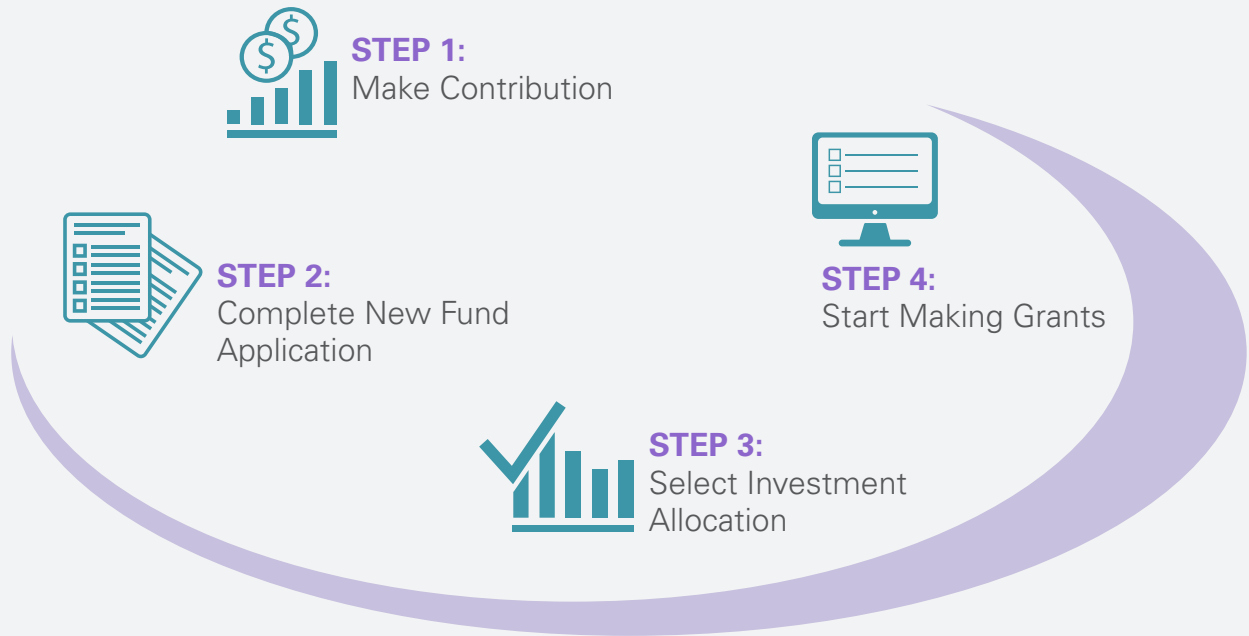 STEP 1:
Make Contribution
STEP 2:
Complete New Fund
Application
STEP 3:
Select Investment
Allocation
STEP 4:
Start Making Grants